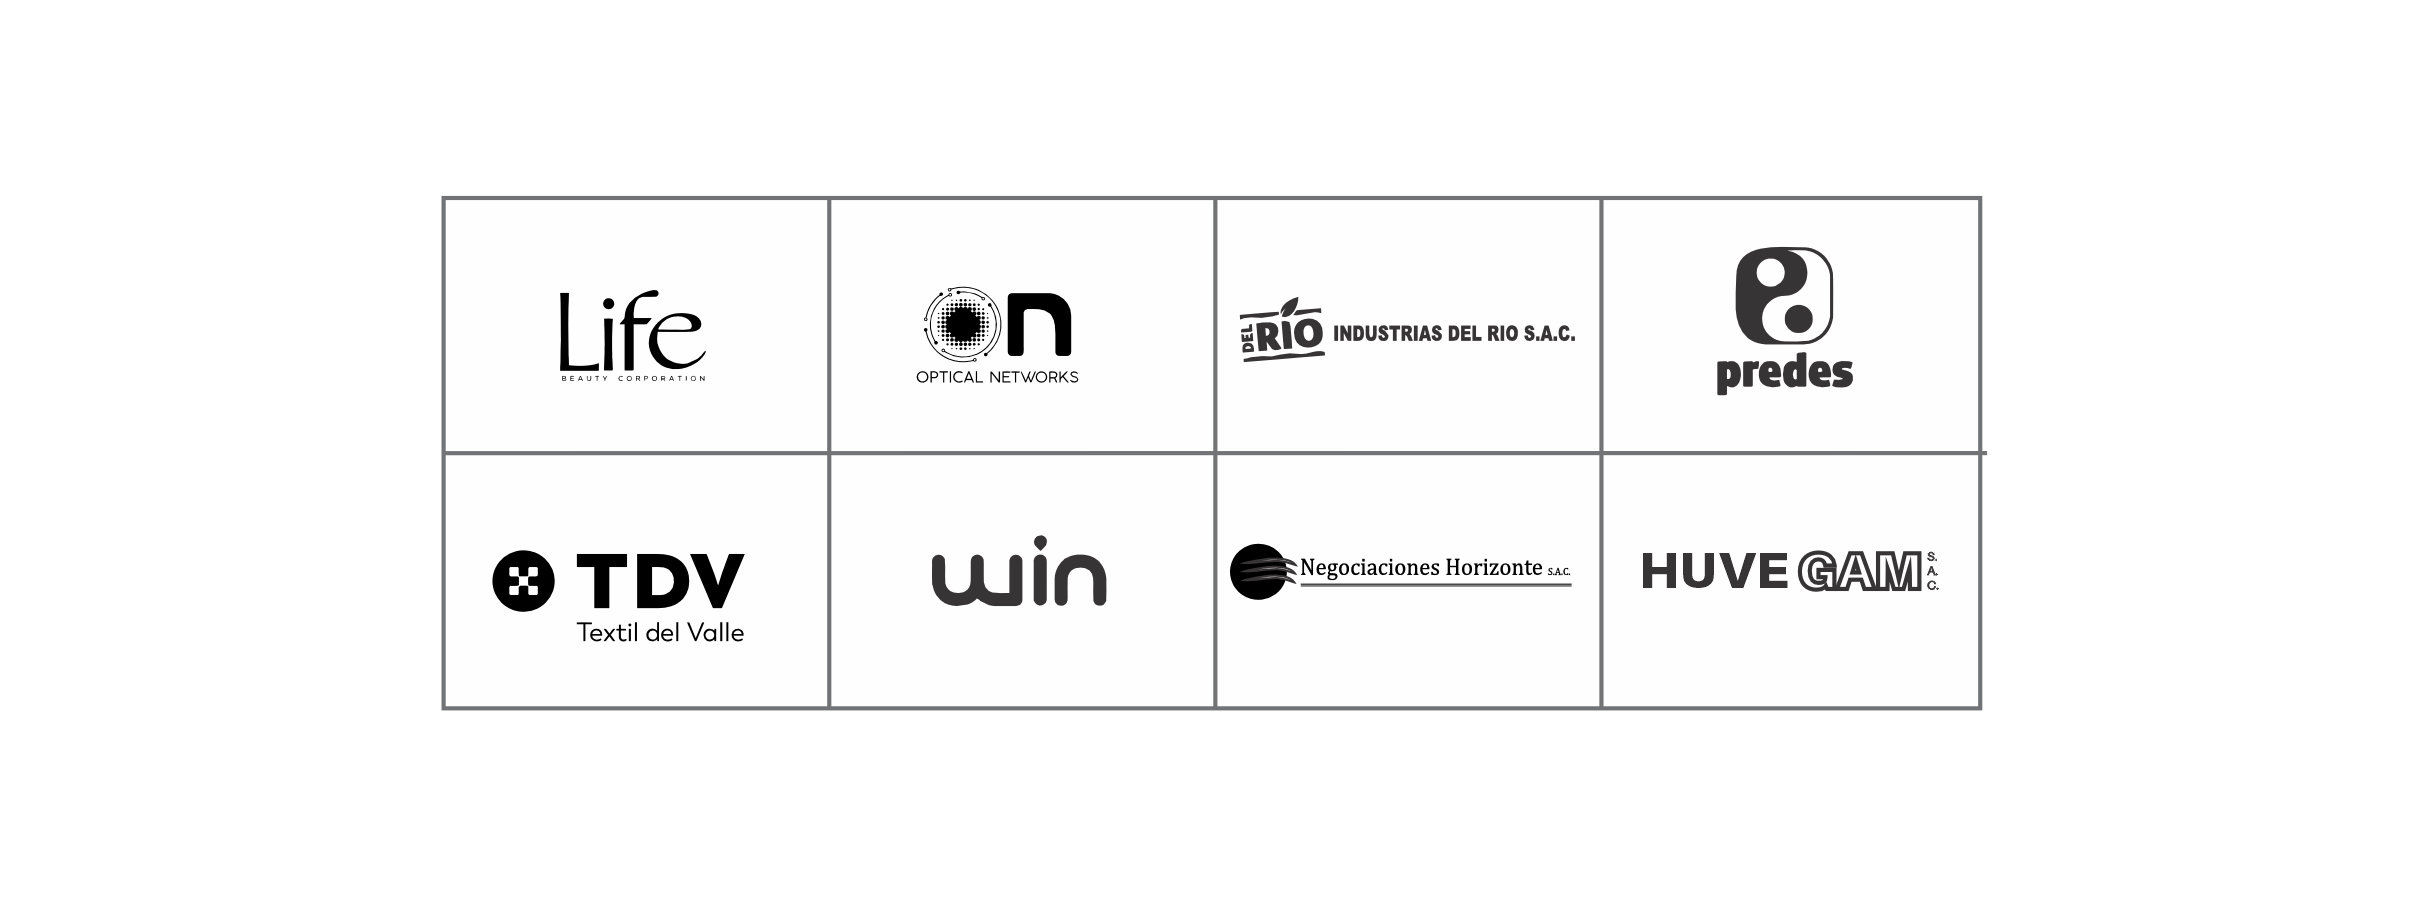 Life
BEAUTY CORPORATION
On
OPTICAL NETWORKS
DEL RÍO
INDUSTRIAS DEL RIO S.A.C.
predes
TDV
Textil del Valle
win
Negociaciones Horizonte S.A.C.
HUVE GAM S.A.C.